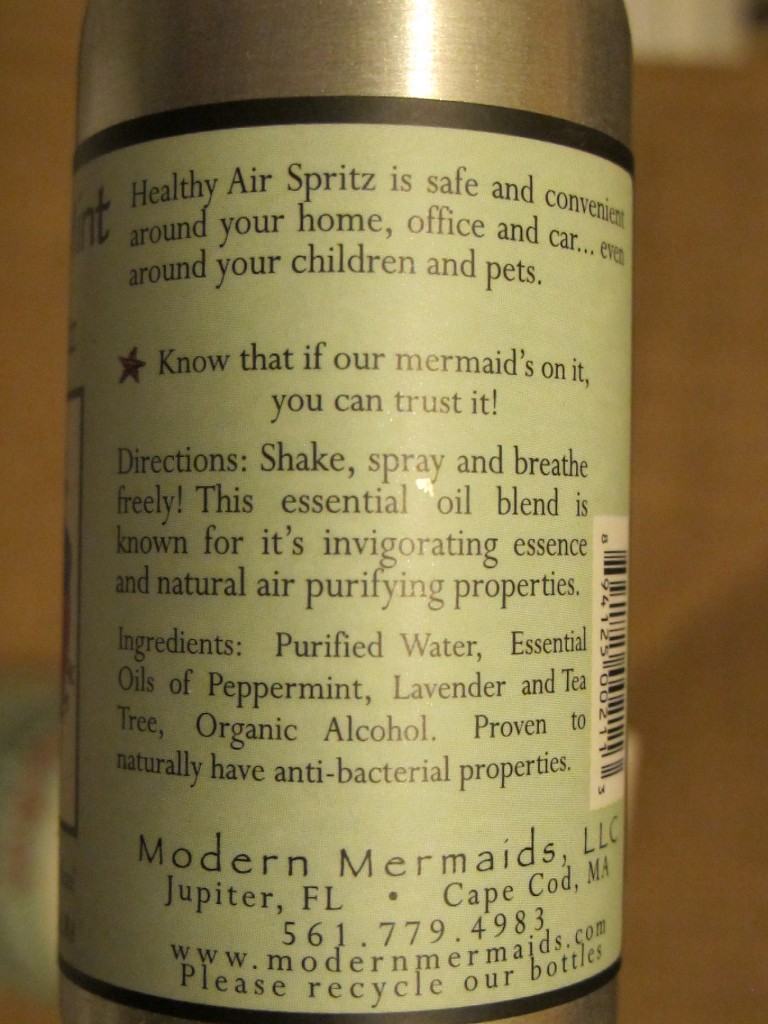 Healthy Air Spritz is safe and convenient
around your home, office and car... even
around your children and pets.
Know that if our mermaid's on it,
you can trust it!
Directions: Shake, spray and breathe
freely! This essential oil blend is
known for it's invigorating essence
and natural air purifying properties.
Ingredients: Purified Water, Essential
Oils of Peppermint, Lavender and Tea
Tree, Organic Alcohol. Proven to
naturally have anti-bacterial properties.
Modern Mermaids, LLC
Jupiter, FL • Cape Cod, MA
561.779.4983
www.modernmermaids.com
Please recycle our bottles
8 94125 00211 3